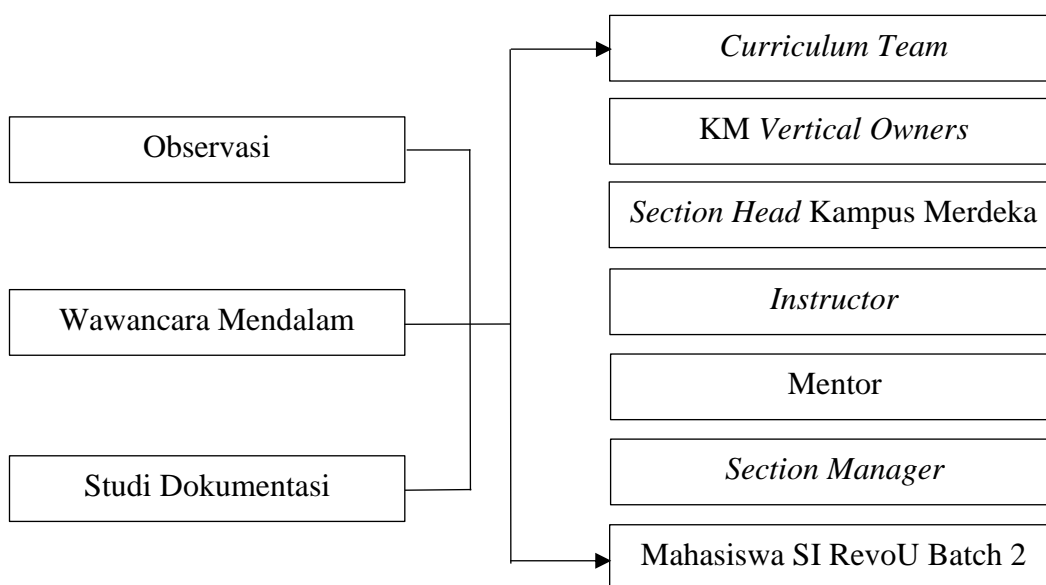 Observasi
Wawancara Mendalam
Studi Dokumentasi
Curriculum Team
KM Vertical Owners
Section Head Kampus Merdeka
Instructor
Mentor
Section Manager
Mahasiswa SI RevoU Batch 2